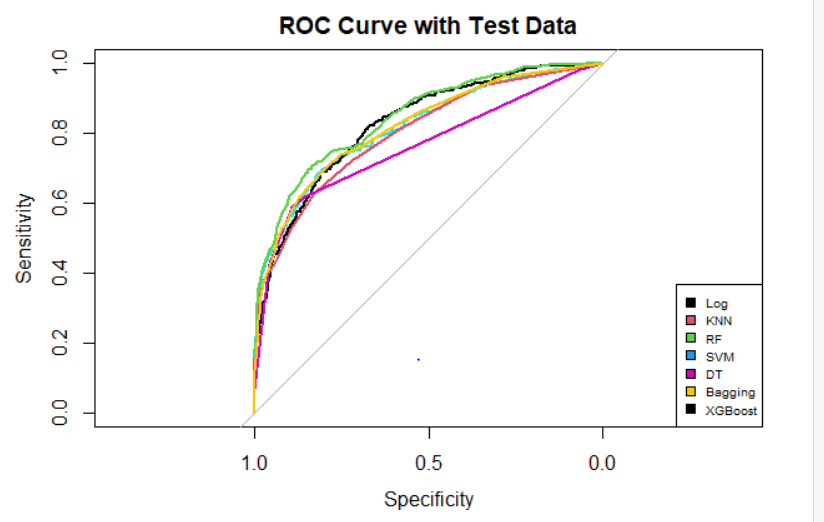 ROC Curve with Test Data
Sensitivity
1.0
0.8
0.6
0.4
0.2
0.0
Log
KNN
RF
SVM
DT
Bagging
XGBoost
1.0 0.5 0.0
Specificity